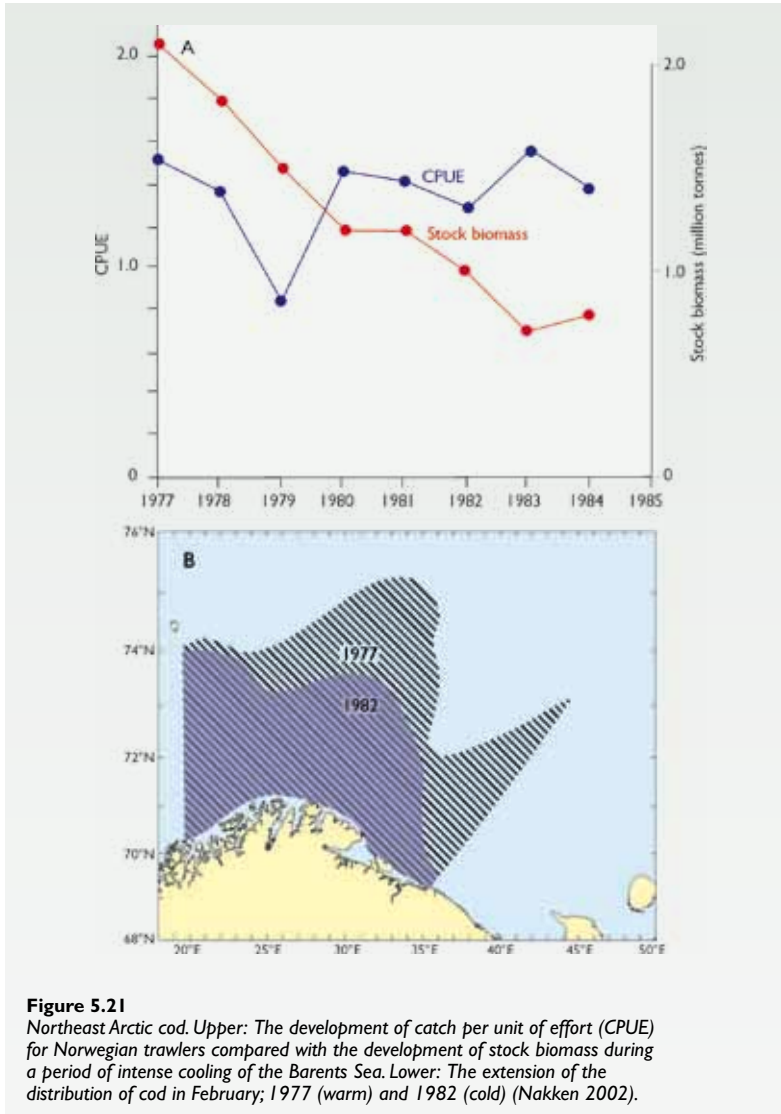 A
2.0
2.0
CPUE
Stock biomass
CPUE
Stock biomass (million tonnes)
1.0
1.0
0
0
1977 1978 1979 1980 1981 1982 1983 1984 1985
76°N
B
74°N
1977
1982
72°N
70°N
68°N
20°E 25°E 30°E 35°E 40°E 45°E 50°E
Figure 5.21
Northeast Arctic cod. Upper: The development of catch per unit of effort (CPUE)
for Norwegian trawlers compared with the development of stock biomass during
a period of intense cooling of the Barents Sea. Lower: The extension of the
distribution of cod in February; 1977 (warm) and 1982 (cold) (Nakken 2002).